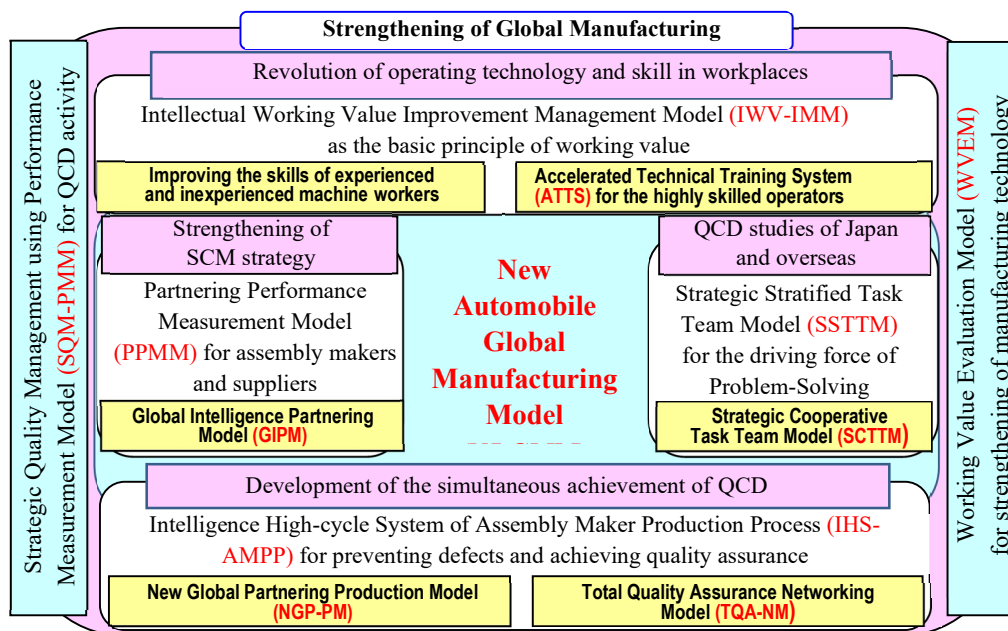 Strengthening of Global Manufacturing
Strategic Quality Management using Performance
Measurement Model (SQM-PMM) for QCD activity
Revolution of operating technology and skill in workplaces
Intellectual Working Value Improvement Management Model (IWV-IMM)
as the basic principle of working value
Improving the skills of experienced
and inexperienced machine workers
Accelerated Technical Training System
(ATTS) for the highly skilled operators
Strengthening of
SCM strategy
Partnering Performance
Measurement Model
(PPMM) for assembly makers
and suppliers
Global Intelligence Partnering
Model (GIPM)
New
Automobile
Global
Manufacturing
Model
QCD studies of Japan
and overseas
Strategic Stratified Task
Team Model (SSTTM)
for the driving force of
Problem-Solving
Strategic Cooperative
Task Team Model (SCTTM)
Development of the simultaneous achievement of QCD
Intelligence High-cycle System of Assembly Maker Production Process (IHS-
AMPP) for preventing defects and achieving quality assurance
New Global Partnering Production Model
(NGP-PM)
Total Quality Assurance Networking
Model (TQA-NM)
Working Value Evaluation Model (WVEM)
for strengthening of manufacturing technology